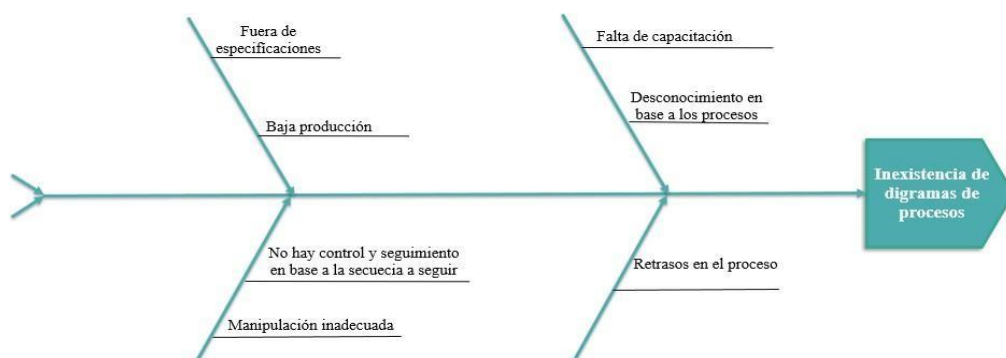 Fuera de
especificaciones
Baja producción
Falta de capacitación
Desconocimiento en
base a los procesos
Inexistencia de
digramas de
procesos
No hay control y seguimiento
en base a la secuecia a seguir
Manipulación inadecuada
Retrasos en el proceso